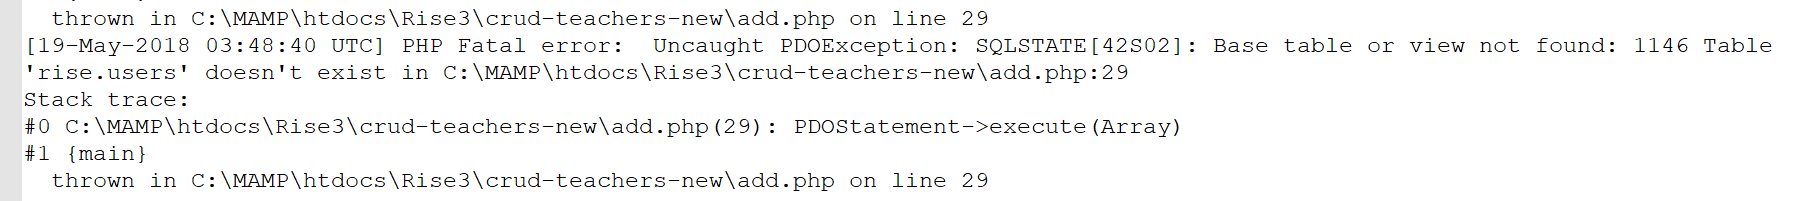 thrown in C:\MAMP\htdocs\Rise3\crud-teachers-new\add.php on line 29
[19-May-2018 03:48:40 UTC] PHP Fatal error:  Uncaught PDOException: SQLSTATE[42S02]: Base table or view not found: 1146 Table
'rise.users' doesn't exist in C:\MAMP\htdocs\Rise3\crud-teachers-new\add.php:29
Stack trace:
#0 C:\MAMP\htdocs\Rise3\crud-teachers-new\add.php(29): PDOStatement->execute(Array)
#1 {main}
  thrown in C:\MAMP\htdocs\Rise3\crud-teachers-new\add.php on line 29